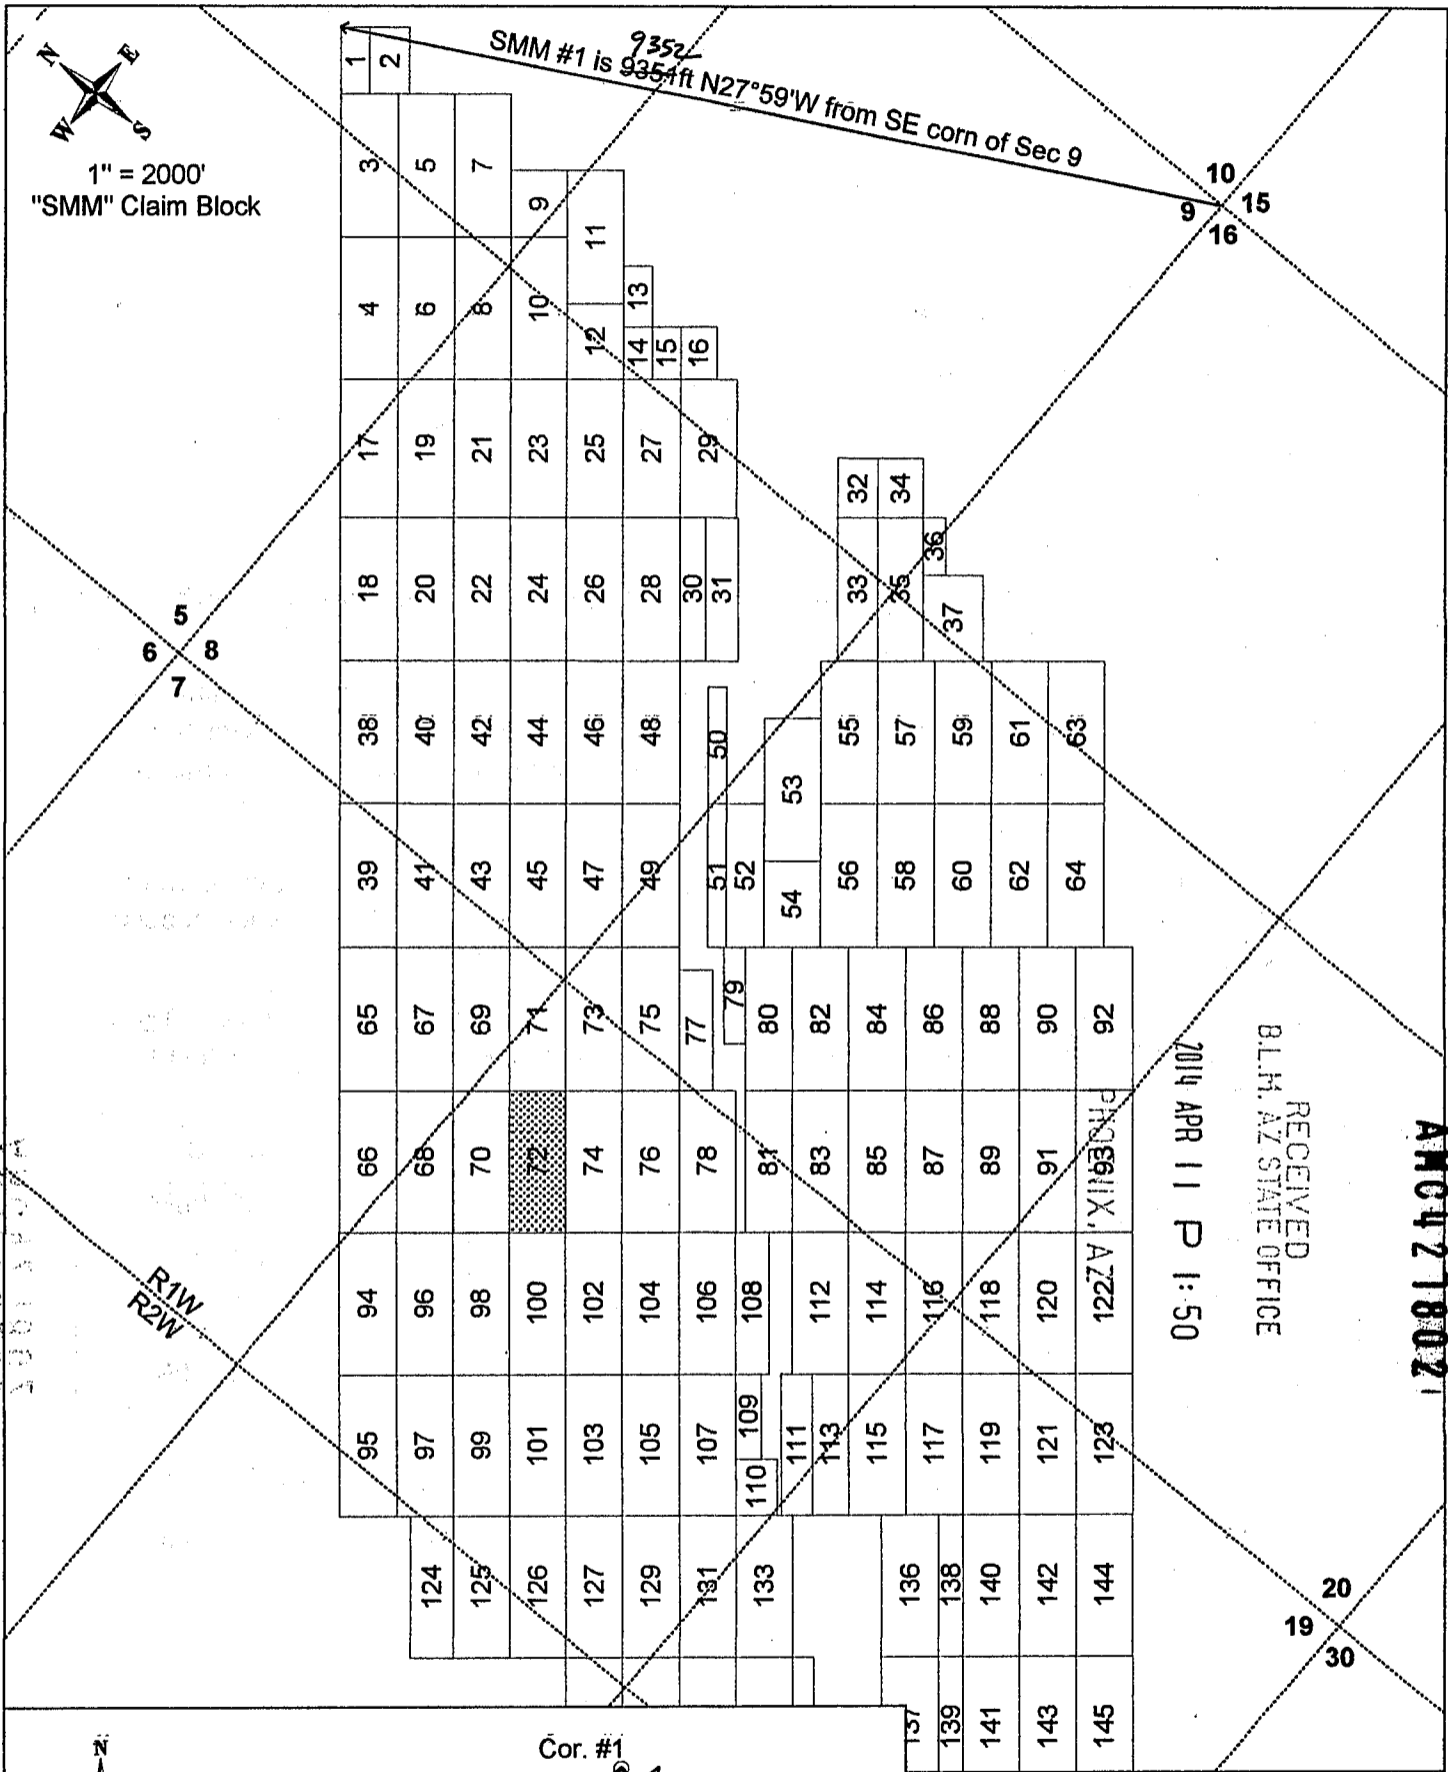 N
E
W
S
1" = 2000'
"SMM" Claim Block
9352
SMM #1 is 9351ft N27°59'W from SE corn of Sec 9
10
9 15
16
5
6 8
7
1 2
3 5 7
9
11
4 6 8 10
12
13
14 15 16
17 19 21 23 25 27 29
18 20 22 24 26 28 30 31
32 34
33 35 36
37
38 40 42 44 46 48 50
53 55 57 59 61 63
39 41 43 45 47 49 51 52
54 56 58 60 62 64
65 67 69 71 73 75 77 79 80 82 84 86 88 90 92
66 68 70 72 74 76 78 81 83 85 87 89 91 93
94 96 98 100 102 104 106 108 112 114 116 118 120 122
95 97 99 101 103 105 107 109 111 113 115 117 119 121 123
110
124 125 126 127 129 131 133 136 138 140 142 144
137 139 141 143 145
R1W
R2W
20
19
30
AMC421802
RECEIVED
B.L.M. AZ STATE OFFICE
2014 APR 11 P 1:50
PHOENIX, AZ
N
Cor. #1